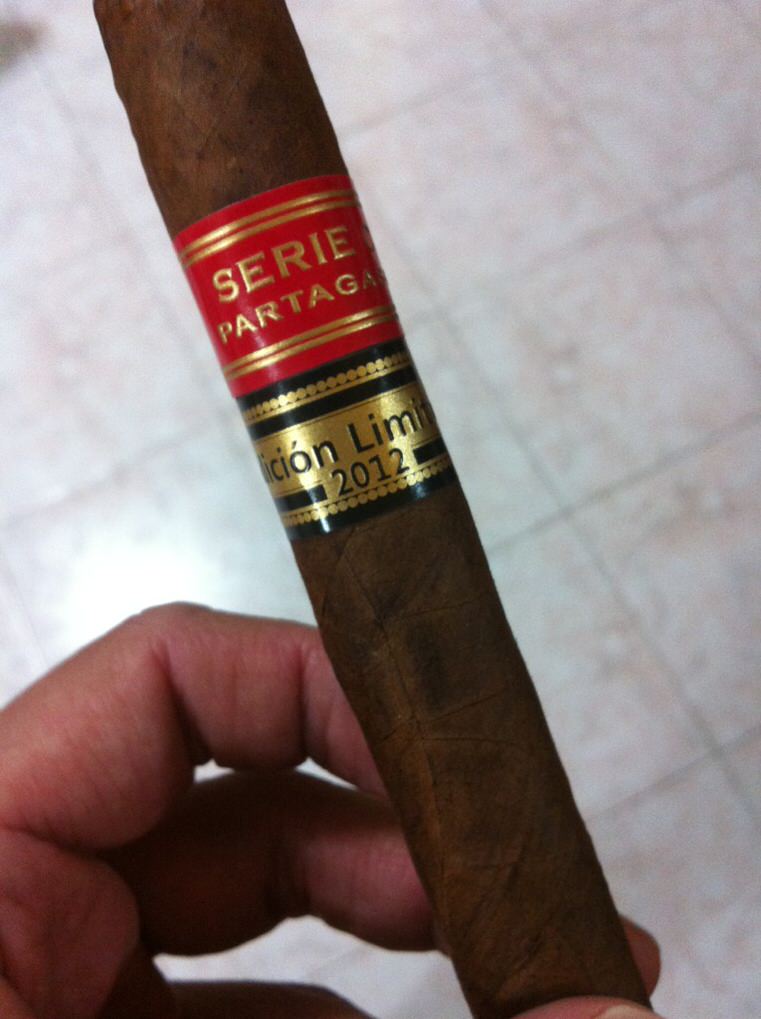 SERIE
PARTAGA
ición Limit
2012